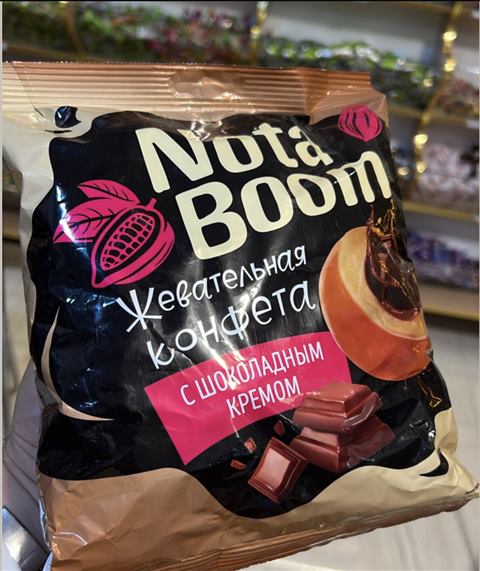 Nota
Boom
Жевательная
конфета
С ШОКОЛАДНЫМ
КРЕМОМ